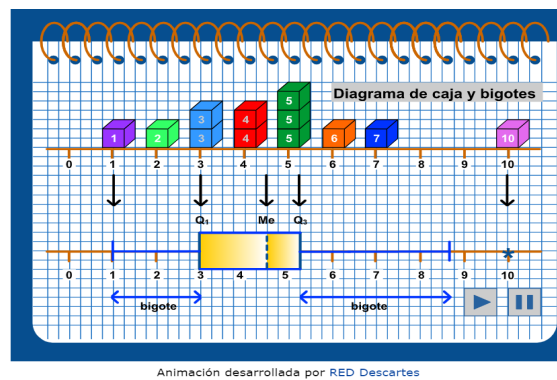 Diagrama de caja y bigotes
5
3 4 5
1 2 3 4 5 6 7 10
0 1 2 3 4 5 6 7 8 9 10
Q1 Me Q3
*
0 1 2 3 4 5 6 7 8 9 10
bigote bigote
Animación desarrollada por RED Descartes